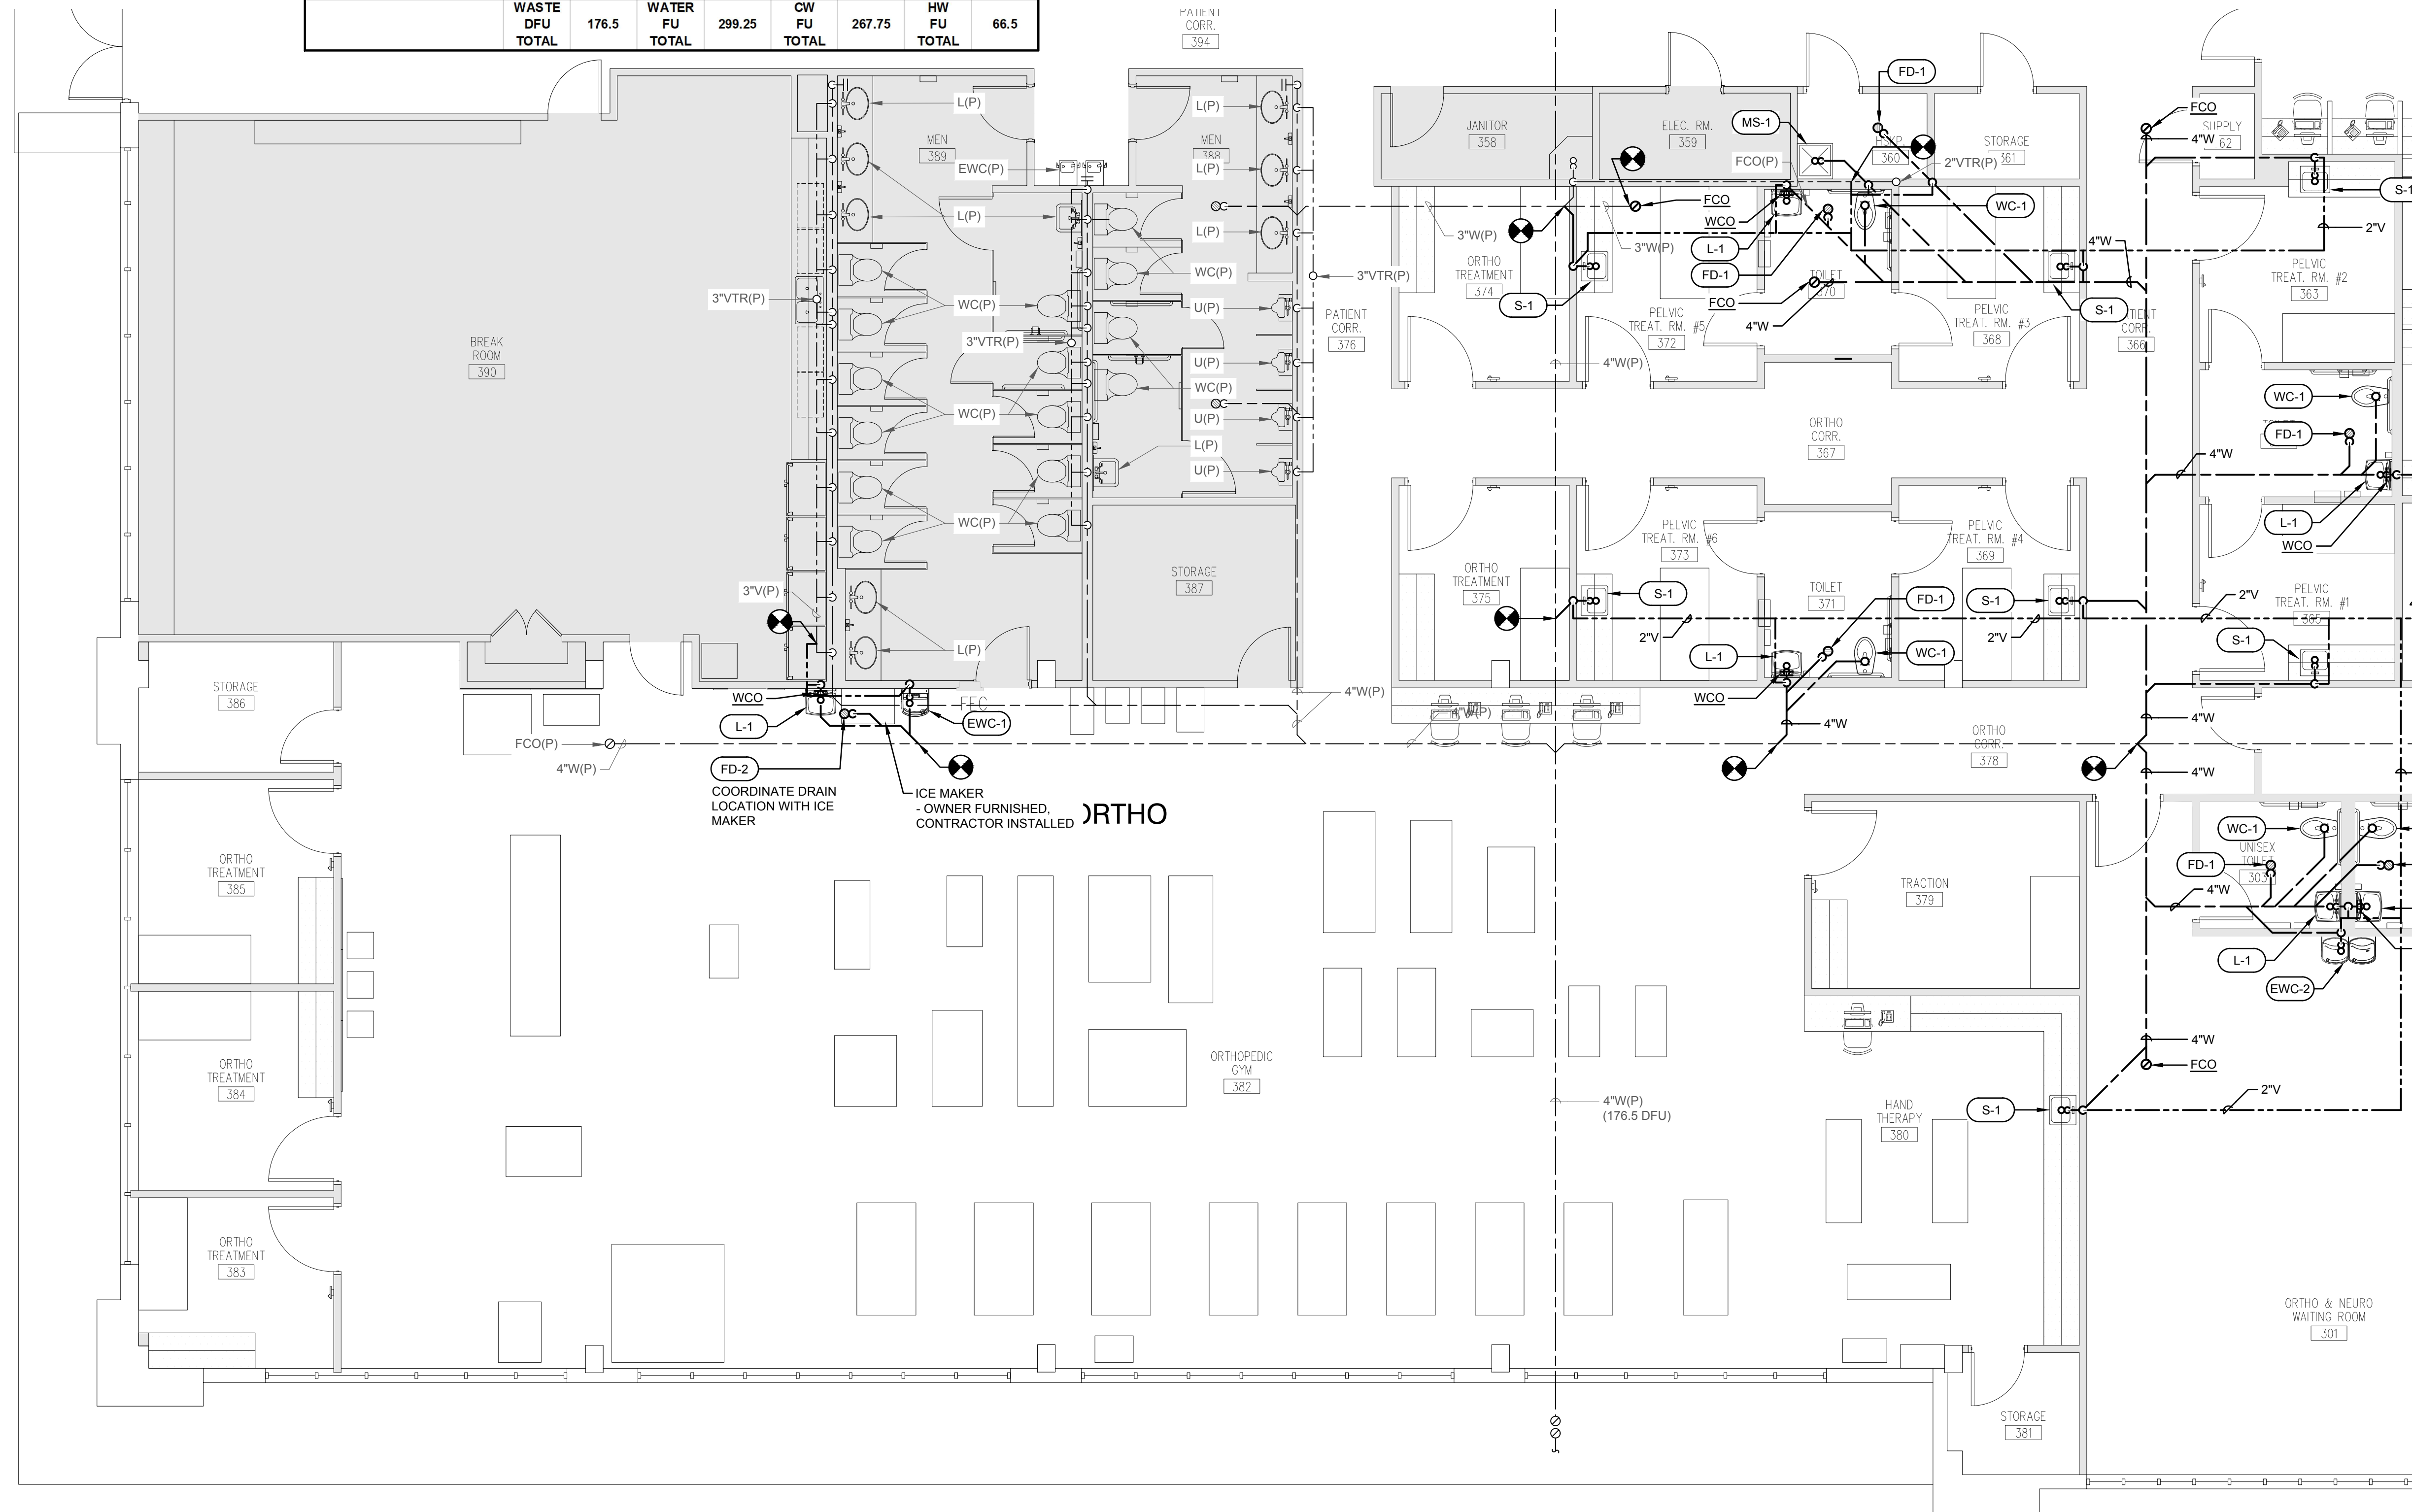 WASTE DFU TOTAL 176.5 WATER FU TOTAL 299.25 CW FU TOTAL 267.75 HW FU TOTAL 66.5
PATIENT
CORR.
394
FD-1
L(P)
L(P)
MS-1
JANITOR
358
ELEC. RM.
359
FCO
SUPPLY
62
4"W
STORAGE
361
HSKP.
360
MEN
389
MEN
388
EWC(P)
L(P)
FCO(P)
2"VTR(P)
S-1
FCO
WC-1
WCO
L(P)
L(P)
3"W(P)
3"W(P)
L-1
4"W
2"V
ORTHO
TREATMENT
374
WC(P)
3"VTR(P)
FD-1
TOILET
370
PELVIC
TREAT. RM. #2
363
3"VTR(P)
WC(P)
WC(P)
U(P)
S-1
FCO
S-1
PATIENT
CORR.
376
PELVIC
TREAT. RM. #5
372
4"W
PELVIC
TREAT. RM. #3
368
TIENT
CORR.
366
BREAK
ROOM
390
3"VTR(P)
U(P)
4"W(P)
WC(P)
WC(P)
WC(P)
U(P)
WC-1
ORTHO
CORR.
367
FD-1
L(P)
4"W
U(P)
WC(P)
L-1
WCO
PELVIC
TREAT. RM. #6
373
PELVIC
TREAT. RM. #4
369
STORAGE
387
ORTHO
TREATMENT
375
3"V(P)
S-1
TOILET
371
FD-1
S-1
2"V
PELVIC
TREAT. RM. #1
365
2"V
2"V
S-1
L(P)
L-1
WC-1
STORAGE
386
WCO
FEC
4"W(P)
WCO
L-1
EWC-1
4"W(P)
4"W
4"W
FCO(P)
4"W(P)
FD-2
COORDINATE DRAIN
LOCATION WITH ICE
MAKER
ICE MAKER
- OWNER FURNISHED,
CONTRACTOR INSTALLED
ORTHO
ORTHO
CORR.
378
4"W
WC-1
UNISEX
TOILET
303
FD-1
4"W
ORTHO
TREATMENT
385
TRACTION
379
L-1
EWC-2
4"W
FCO
ORTHO
TREATMENT
384
ORTHOPEDIC
GYM
382
4"W(P)
(176.5 DFU)
2"V
HAND
THERAPY
380
S-1
ORTHO
TREATMENT
383
ORTHO & NEURO
WAITING ROOM
301
STORAGE
381